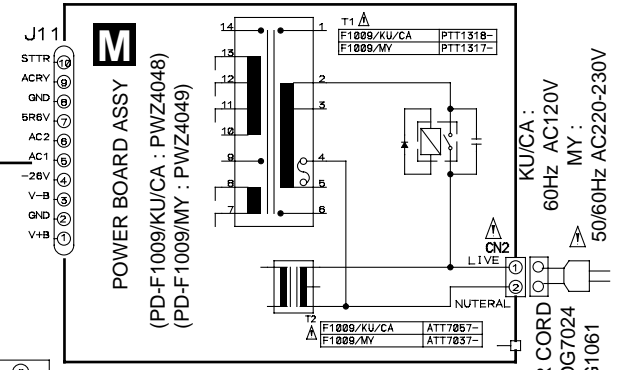 J11
STTR 10
ACRY 9
GND 8
5R6V 7
AC2 6
AC1 5
-26V 4
V-B 3
GND 2
V+B 1
M
POWER BOARD ASSY
(PD-F1009/KU/CA : PWZ4048)
(PD-F1009/MY : PWZ4049)
14
13
12
11
10
9
8
7
1
2
3
4
5
6
T1
F1009/KU/CA PTT1318-
F1009/MY PTT1317-
T2
F1009/KU/CA ATT7057-
F1009/MY ATT7037-
CN2
LIVE 1
NUTERAL 2
KU/CA :
60Hz AC120V
MY :
50/60Hz AC220-230V
CORD
G7024
1061